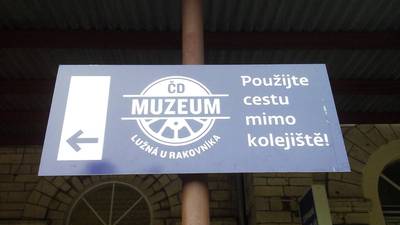 ČD
MUZEUM
LUŽNÁ U RAKOVNÍKA
Použijte
cestu
mimo
kolejiště!